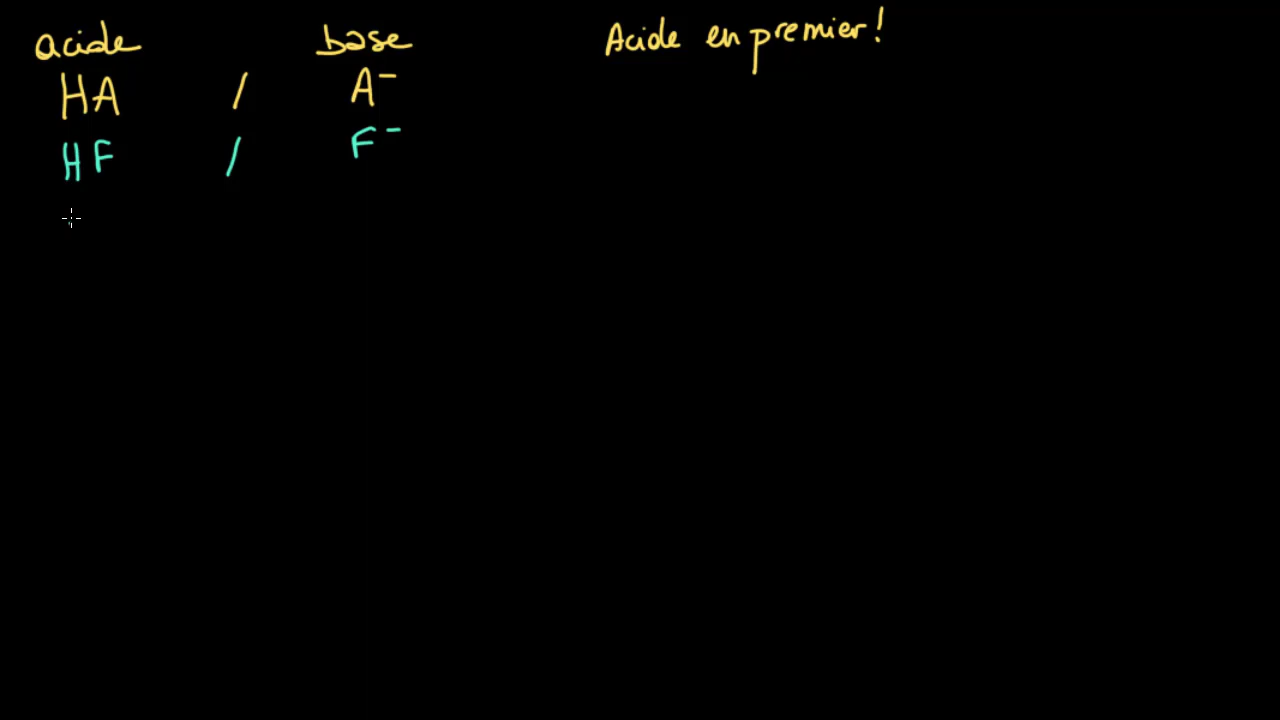 acide base Acide en premier!
HA / A⁻
HF / F⁻